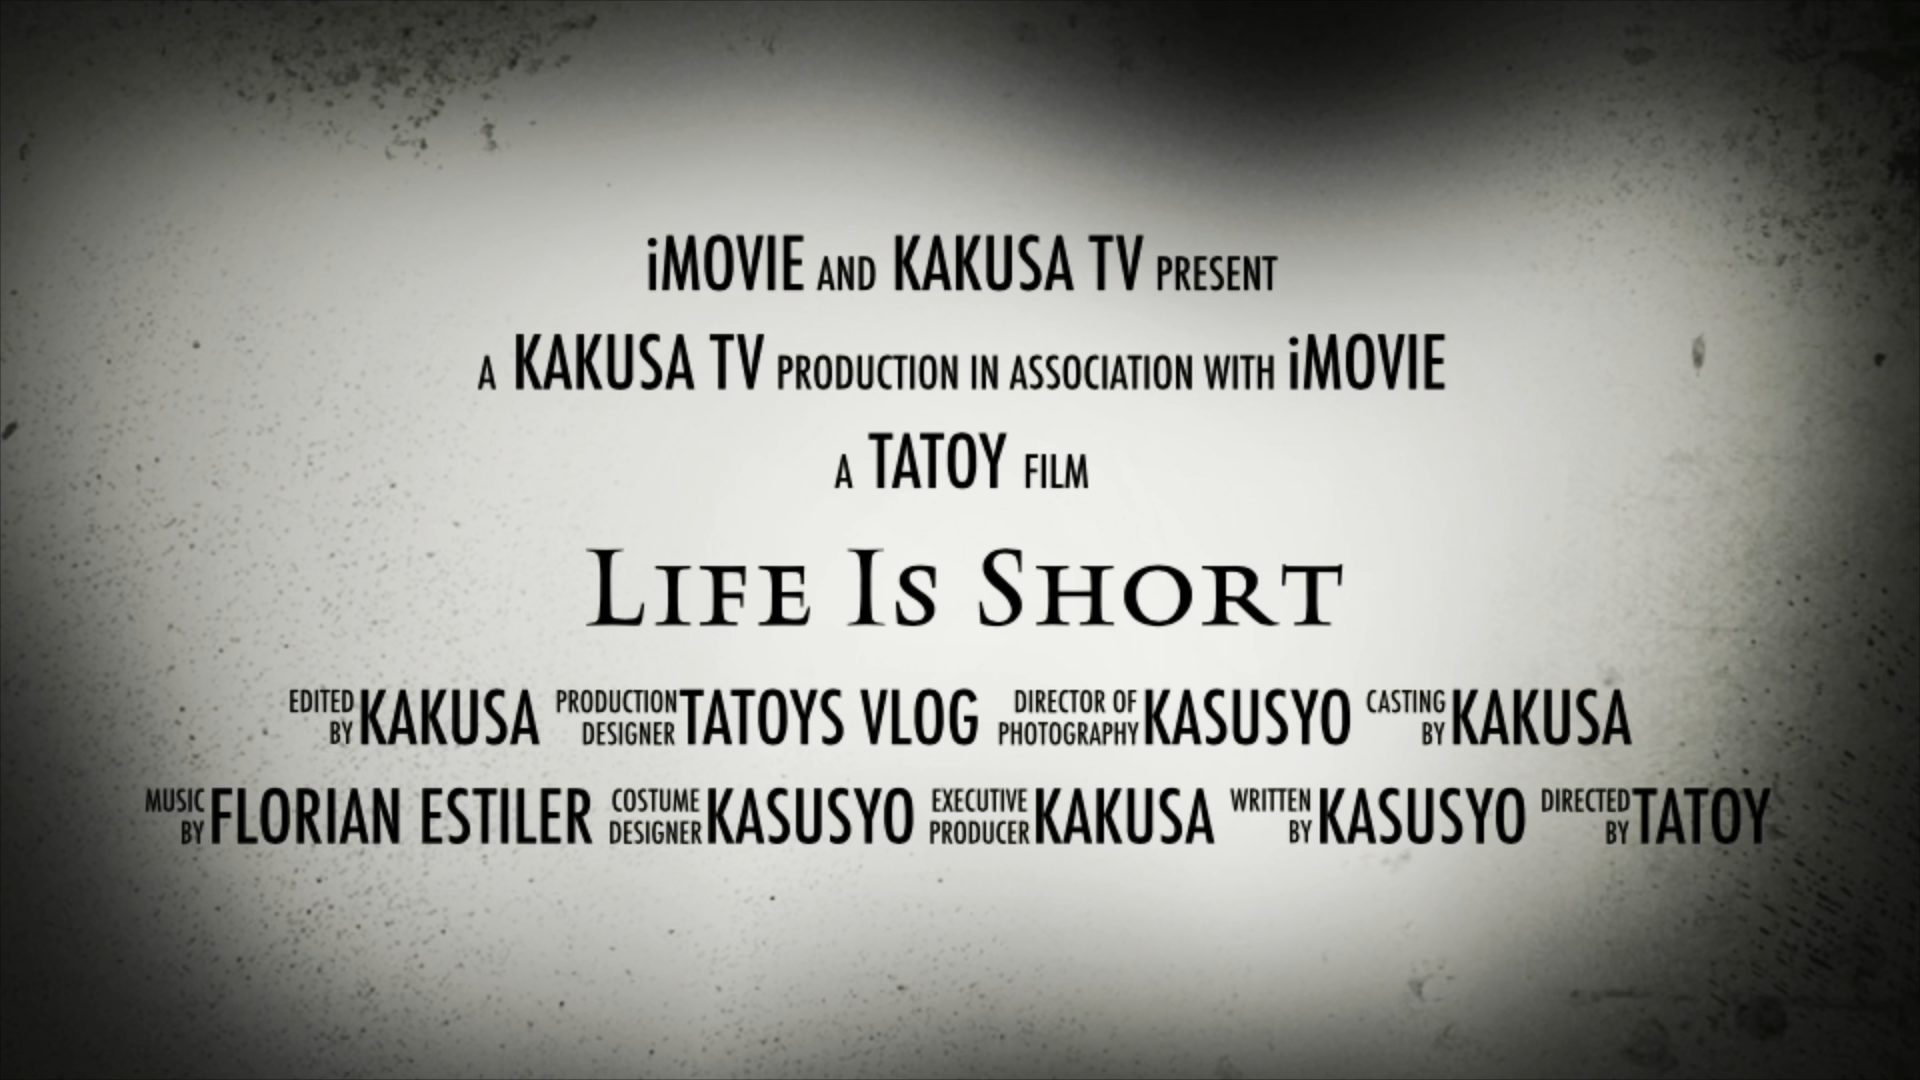 iMOVIE AND KAKUSA TV PRESENT
A KAKUSA TV PRODUCTION IN ASSOCIATION WITH iMOVIE
A TATOY FILM
LIFE IS SHORT
EDITED BY KAKUSA PRODUCTION DESIGNER TATOYS VLOG DIRECTOR OF PHOTOGRAPHY KASUSYO CASTING BY KAKUSA
MUSIC BY FLORIAN ESTILER COSTUME DESIGNER KASUSYO EXECUTIVE PRODUCER KAKUSA WRITTEN BY KASUSYO DIRECTED BY TATOY